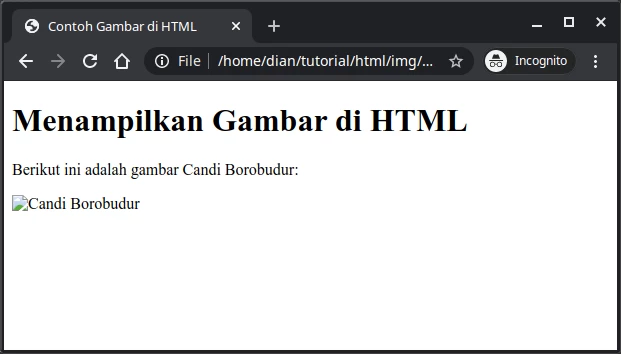 Contoh Gambar di HTML
File
/home/dian/tutorial/html/img/...
Incognito
Menampilkan Gambar di HTML
Berikut ini adalah gambar Candi Borobudur:
Candi Borobudur